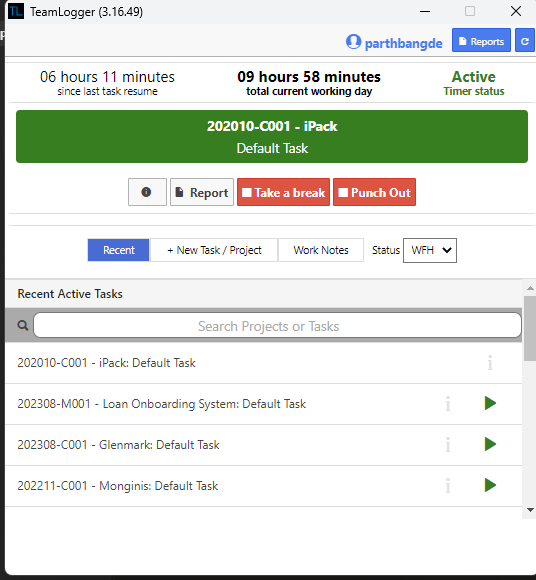 TL TeamLogger (3.16.49)
parthbangde Reports
06 hours 11 minutes 09 hours 58 minutes Active
since last task resume total current working day Timer status
202010-C001 - iPack
Default Task
Report Take a break Punch Out
Recent + New Task / Project Work Notes Status WFH
Recent Active Tasks
Search Projects or Tasks
202010-C001 - iPack: Default Task
202308-M001 - Loan Onboarding System: Default Task
202308-C001 - Glenmark: Default Task
202211-C001 - Monginis: Default Task